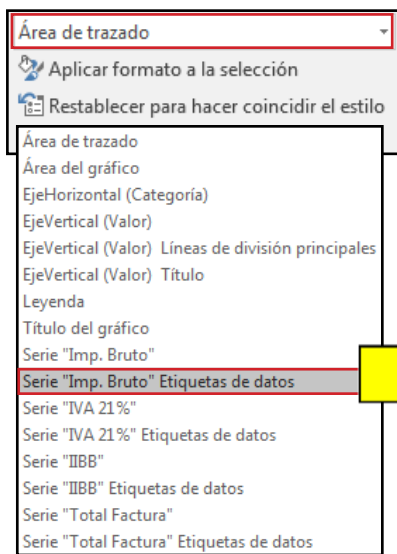 Área de trazado
Aplicar formato a la selección
Restablecer para hacer coincidir el estilo
Área de trazado
Área del gráfico
EjeHorizontal (Categoría)
EjeVertical (Valor)
EjeVertical (Valor) Líneas de división principales
EjeVertical (Valor) Título
Leyenda
Título del gráfico
Serie "Imp. Bruto"
Serie "Imp. Bruto" Etiquetas de datos
Serie "IVA 21%"
Serie "IVA 21%" Etiquetas de datos
Serie "IIBB"
Serie "IIBB" Etiquetas de datos
Serie "Total Factura"
Serie "Total Factura" Etiquetas de datos